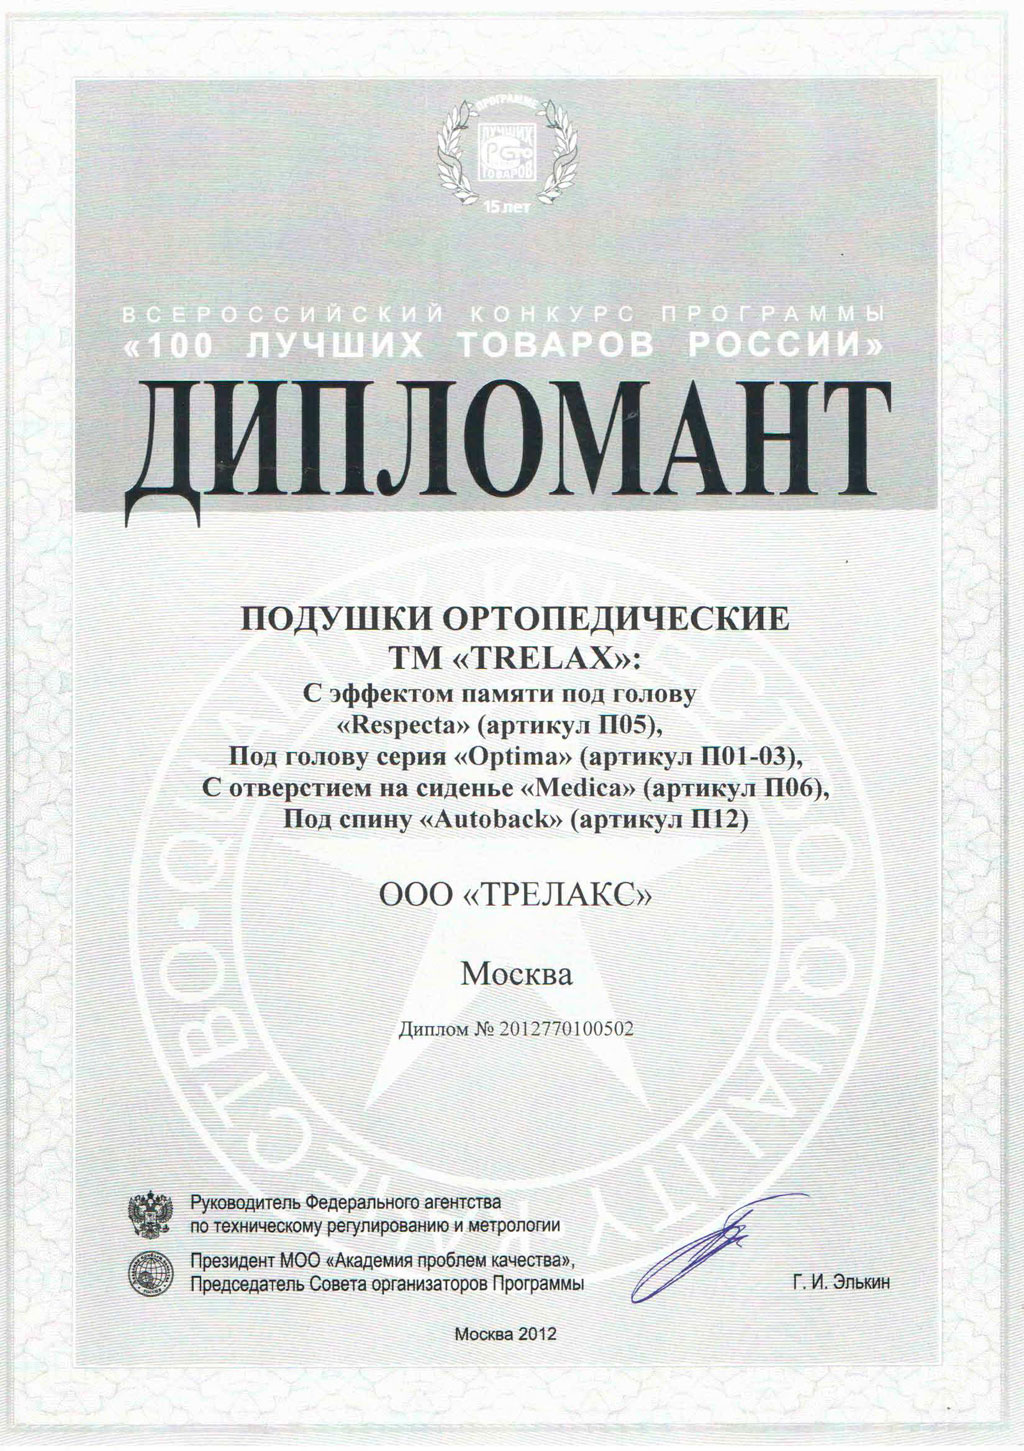 ПРОГРАММЕ
ЛУЧШИХ
ТОВАРОВ
15 лет
ВСЕРОССИЙСКИЙ КОНКУРС ПРОГРАММЫ
«100 ЛУЧШИХ ТОВАРОВ РОССИИ»
ДИПЛОМАНТ
ПОДУШКИ ОРТОПЕДИЧЕСКИЕ
ТМ «TRELAX»:
С эффектом памяти под голову
«Respecta» (артикул П05),
Под голову серия «Optima» (артикул П01-03),
С отверстием на сиденье «Medica» (артикул П06),
Под спину «Autoback» (артикул П12)
ООО «ТРЕЛАКС»
Москва
Диплом № 2012770100502
Руководитель Федерального агентства
по техническому регулированию и метрологии
Президент МОО «Академия проблем качества»,
Председатель Совета организаторов Программы
Г. И. Элькин
Москва 2012